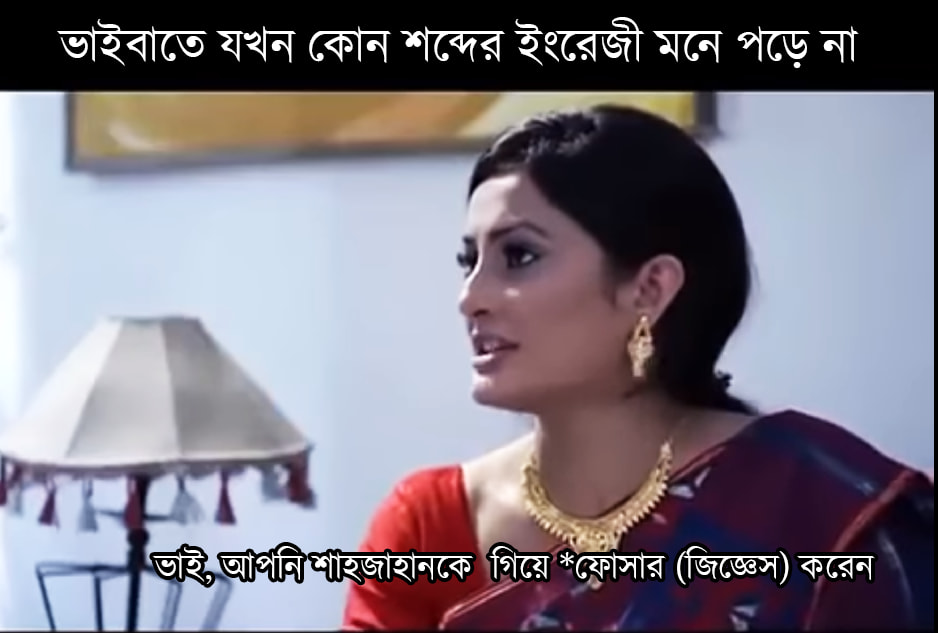 ভাইবাতে যখন কোন শব্দের ইংরেজী মনে পড়ে না
ভাই, আপনি শাহজাহানকে গিয়ে *ফোসার (জিজ্ঞেস) করেন